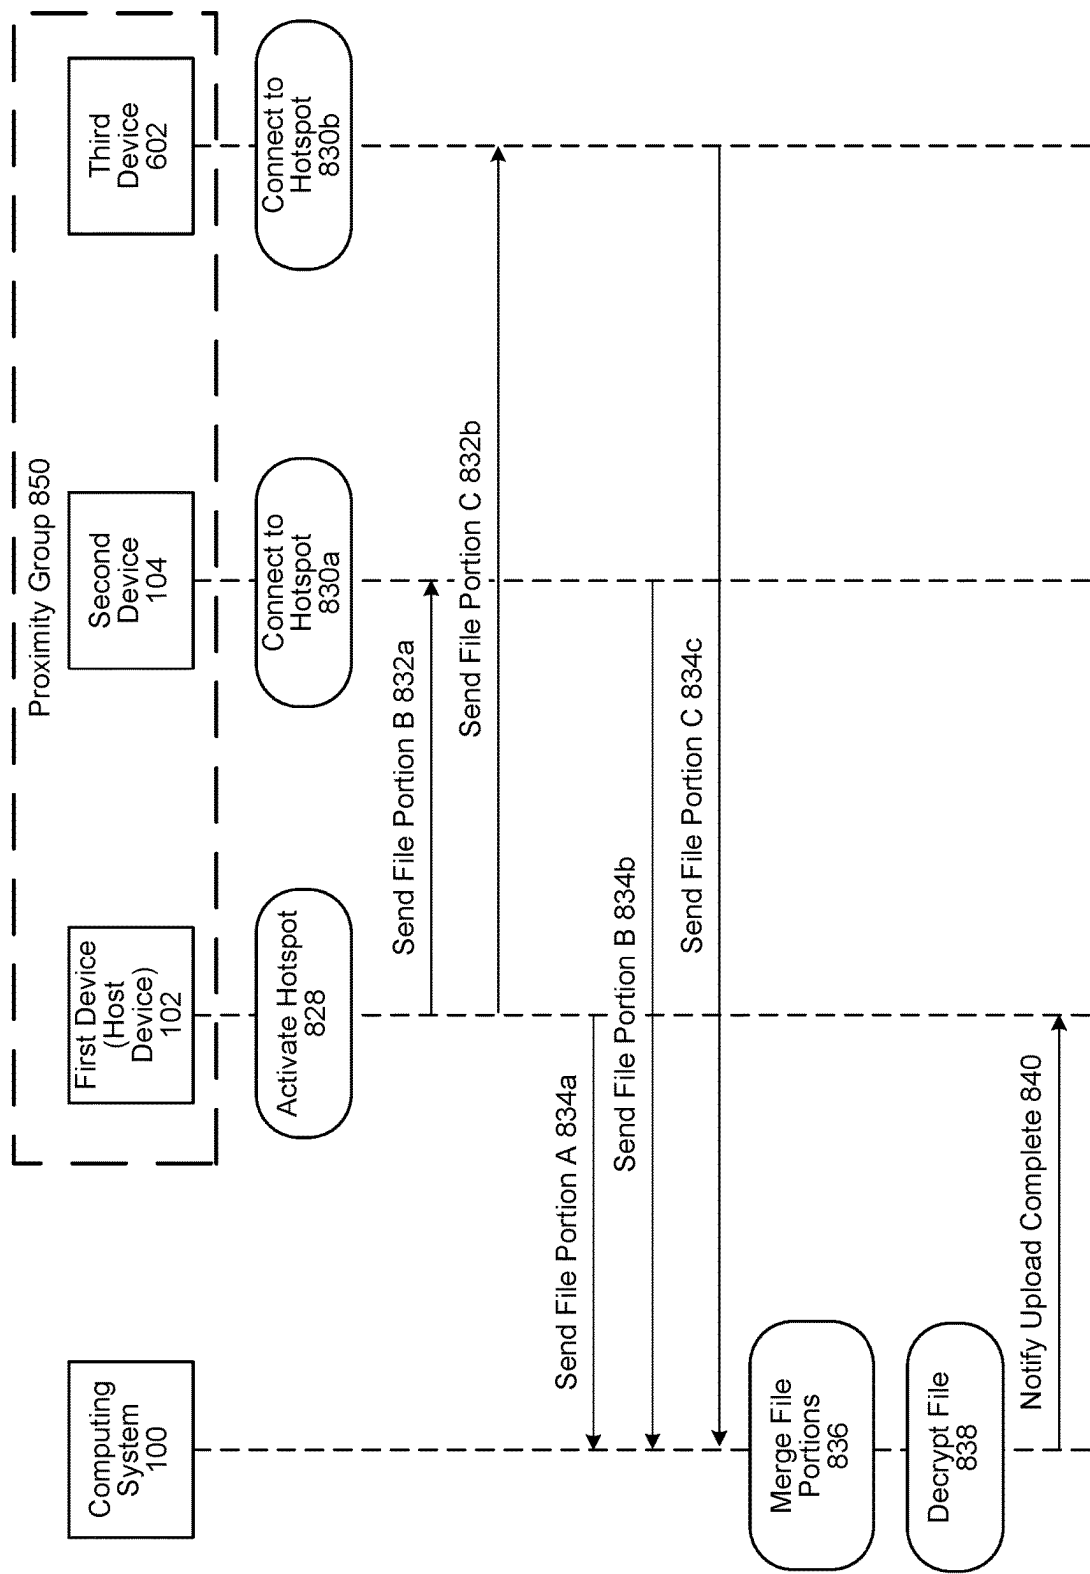 Proximity Group 850
Computing
System
100
First Device
(Host
Device)
102
Second
Device
104
Third
Device
602
Activate Hotspot
828
Connect to
Hotspot
830a
Connect to
Hotspot
830b
Send File Portion B 832a
Send File Portion C 832b
Send File Portion A 834a
Send File Portion B 834b
Send File Portion C 834c
Merge File
Portions
836
Decrypt File
838
Notify Upload Complete 840